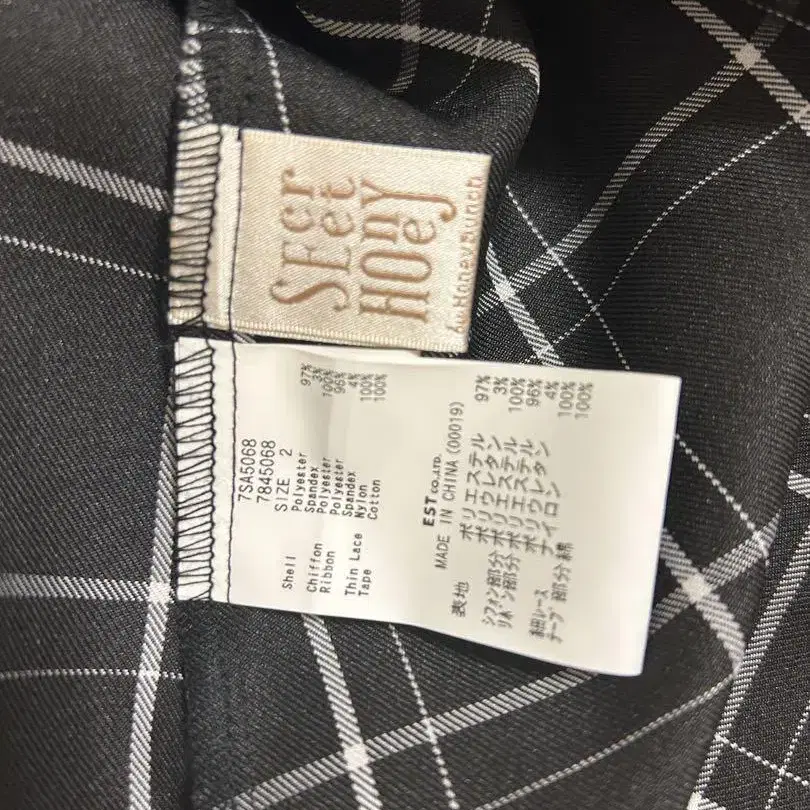 SEcr
LEet
HOny
HOeJ
by Honey Bunch
7SA5068
7845068
SIZE 2
Shell Polyester 97%
Spandex 3%
Chiffon Polyester 100%
Ribbon Polyester 96%
Spandex 4%
Thin Lace Nylon 100%
Tape Cotton 100%
EST CO.,LTD.
MADE IN CHINA (00019)
表地 ポリエステル 97%
ポリウレタン 3%
シフォン部分 ポリエステル 100%
リボン部分 ポリエステル 96%
ポリウレタン 4%
レース ナイロン 100%
テープ部分 綿 100%